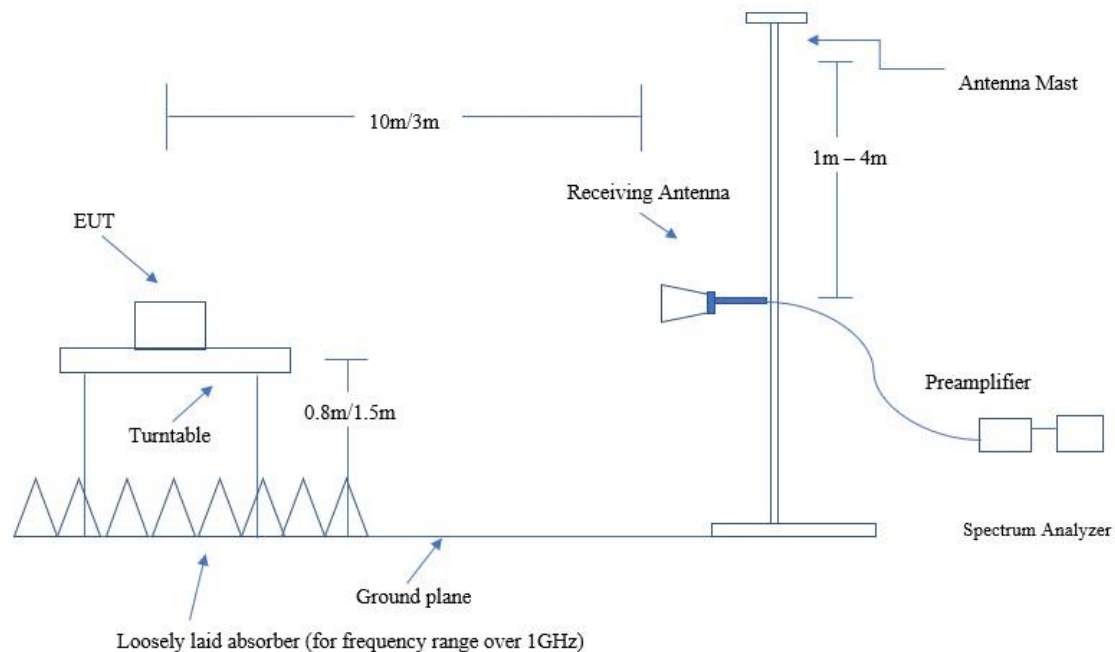 Antenna Mast
10m/3m
1m – 4m
Receiving Antenna
EUT
Preamplifier
0.8m/1.5m
Turntable
Spectrum Analyzer
Ground plane
Loosely laid absorber (for frequency range over 1GHz)